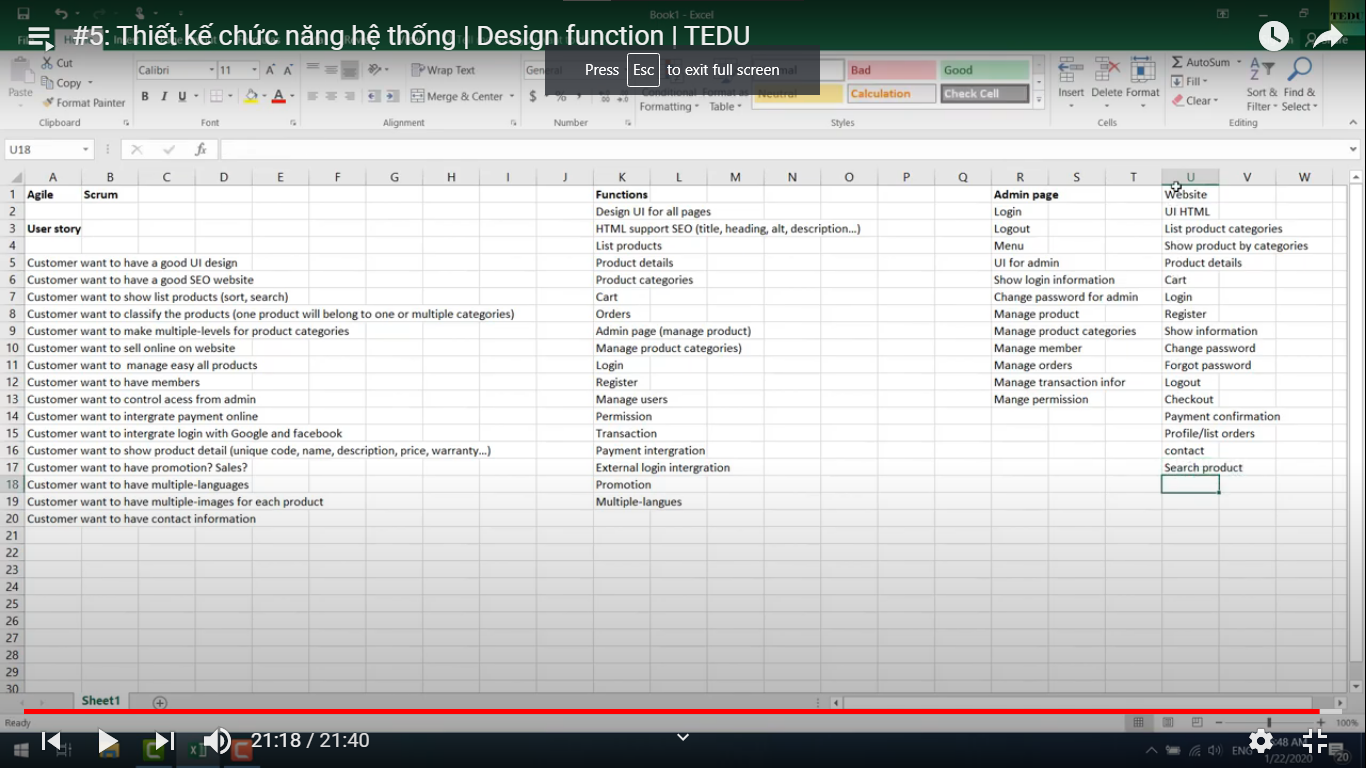 Book1 - Excel
TEDU
#5: Thiết kế chức năng hệ thống | Design function | TEDU
Press Esc to exit full screen
Paste
Cut
Copy
Format Painter
Clipboard
Calibri 11
B I U
Font
Wrap Text
Merge & Center
Alignment
General
$ % ,
Number
Conditional Formatting
Format as Table
Bad
Good
Neutral
Calculation
Check Cell
Styles
Insert
Delete
Format
Cells
AutoSum
Fill
Clear
Sort & Filter
Find & Select
Editing
U18
fx
A B C D E F G H I J K L M N O P Q R S T U V W
1 Agile Scrum Functions Admin page Website
2 Design UI for all pages Login UI HTML
3 User story HTML support SEO (title, heading, alt, description...) Logout List product categories
4 List products Menu Show product by categories
5 Customer want to have a good UI design Product details UI for admin Product details
6 Customer want to have a good SEO website Product categories Show login information Cart
7 Customer want to show list products (sort, search) Cart Change password for admin Login
8 Customer want to classify the products (one product will belong to one or multiple categories) Orders Manage product Register
9 Customer want to make multiple-levels for product categories Admin page (manage product) Manage product categories Show information
10 Customer want to sell online on website Manage product categories) Manage member Change password
11 Customer want to  manage easy all products Login Manage orders Forgot password
12 Customer want to have members Register Manage transaction infor Logout
13 Customer want to control acess from admin Manage users Mange permission Checkout
14 Customer want to intergrate payment online Permission Payment confirmation
15 Customer want to intergrate login with Google and facebook Transaction Profile/list orders
16 Customer want to show product detail (unique code, name, description, price, warranty...) Payment intergration contact
17 Customer want to have promotion? Sales? External login intergration Search product
18 Customer want to have multiple-languages Promotion
19 Customer want to have multiple-images for each product Multiple-langues
20 Customer want to have contact information
21
22
23
24
25
26
27
28
29
30
Sheet1
Ready
100%
21:18 / 21:40
ENG
:48 AM
1/22/2020
20